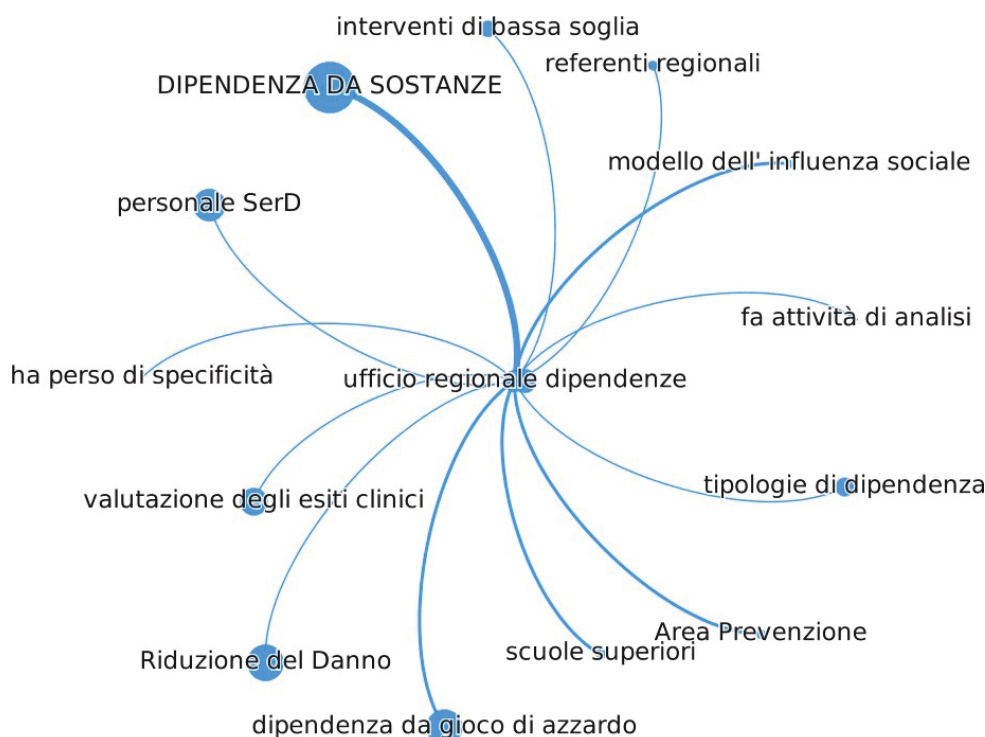 interventi di bassa soglia
referenti regionali
DIPENDENZA DA SOSTANZE
modello dell' influenza sociale
personale SerD
fa attività di analisi
ha perso di specificità
ufficio regionale dipendenze
tipologie di dipendenza
valutazione degli esiti clinici
Area Prevenzione
scuole superiori
Riduzione del Danno
dipendenza da gioco di azzardo